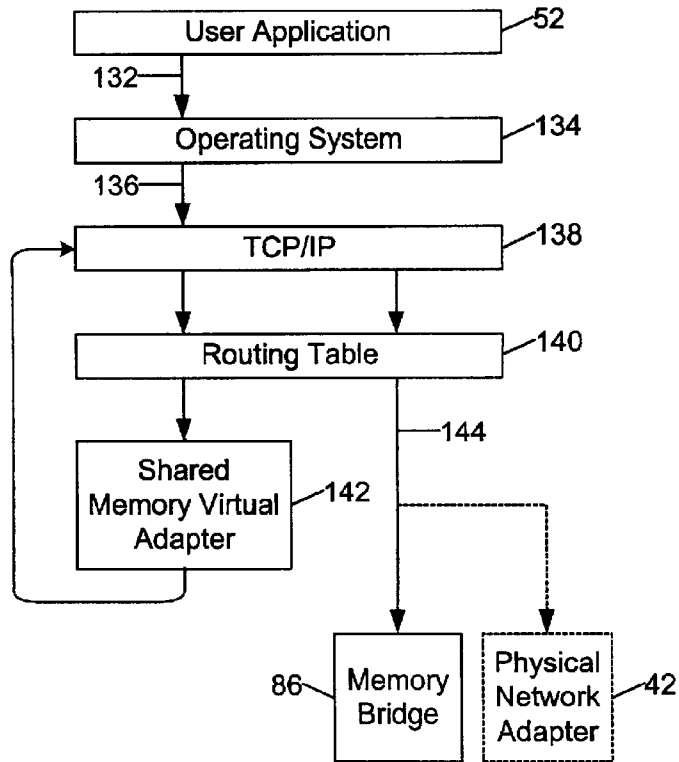 User Application
52
132
Operating System
134
136
TCP/IP
138
Routing Table
140
144
Shared
Memory Virtual
Adapter
142
86
Memory
Bridge
Physical
Network
Adapter
42